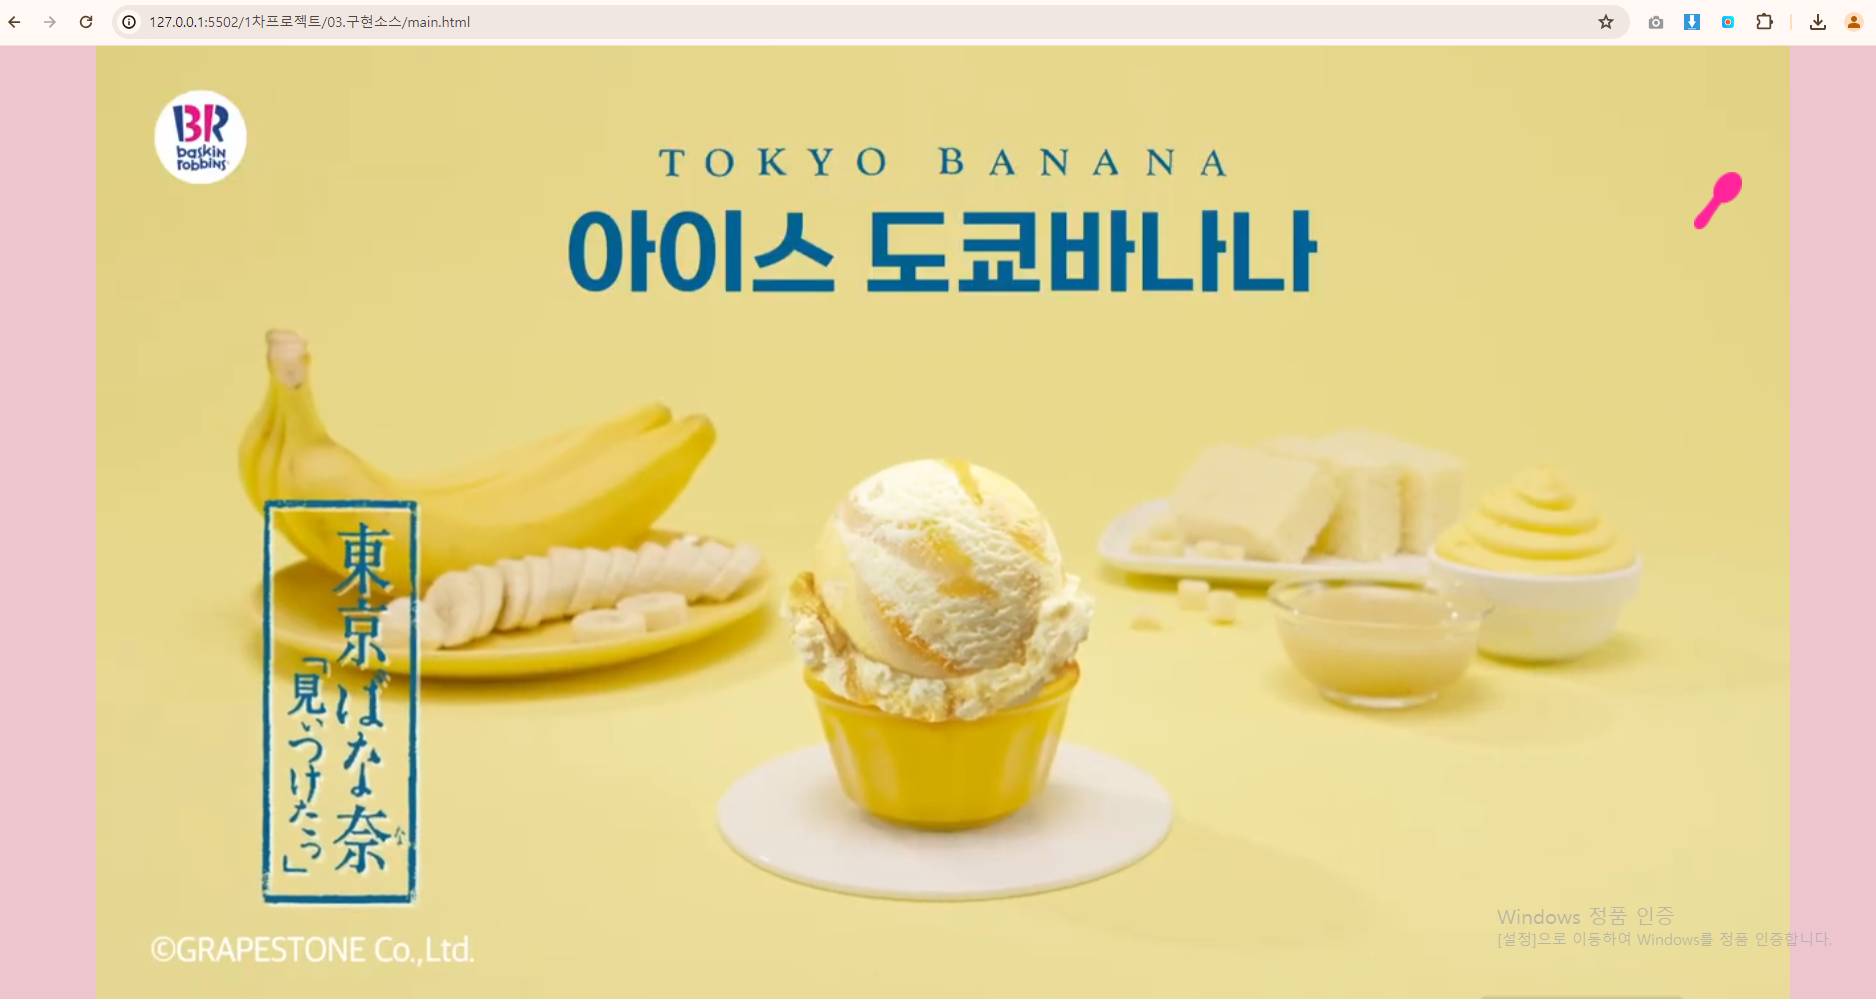 127.0.0.1:5502/1차프로젝트/03.구현소스/main.html
BR
baskin
robbins
TOKYO BANANA
아이스 도쿄바나나
東京ばな奈
な
「見ぃつけたっ」
©GRAPESTONE Co.,Ltd.
Windows 정품 인증
[설정]으로 이동하여 Windows를 정품 인증합니다.